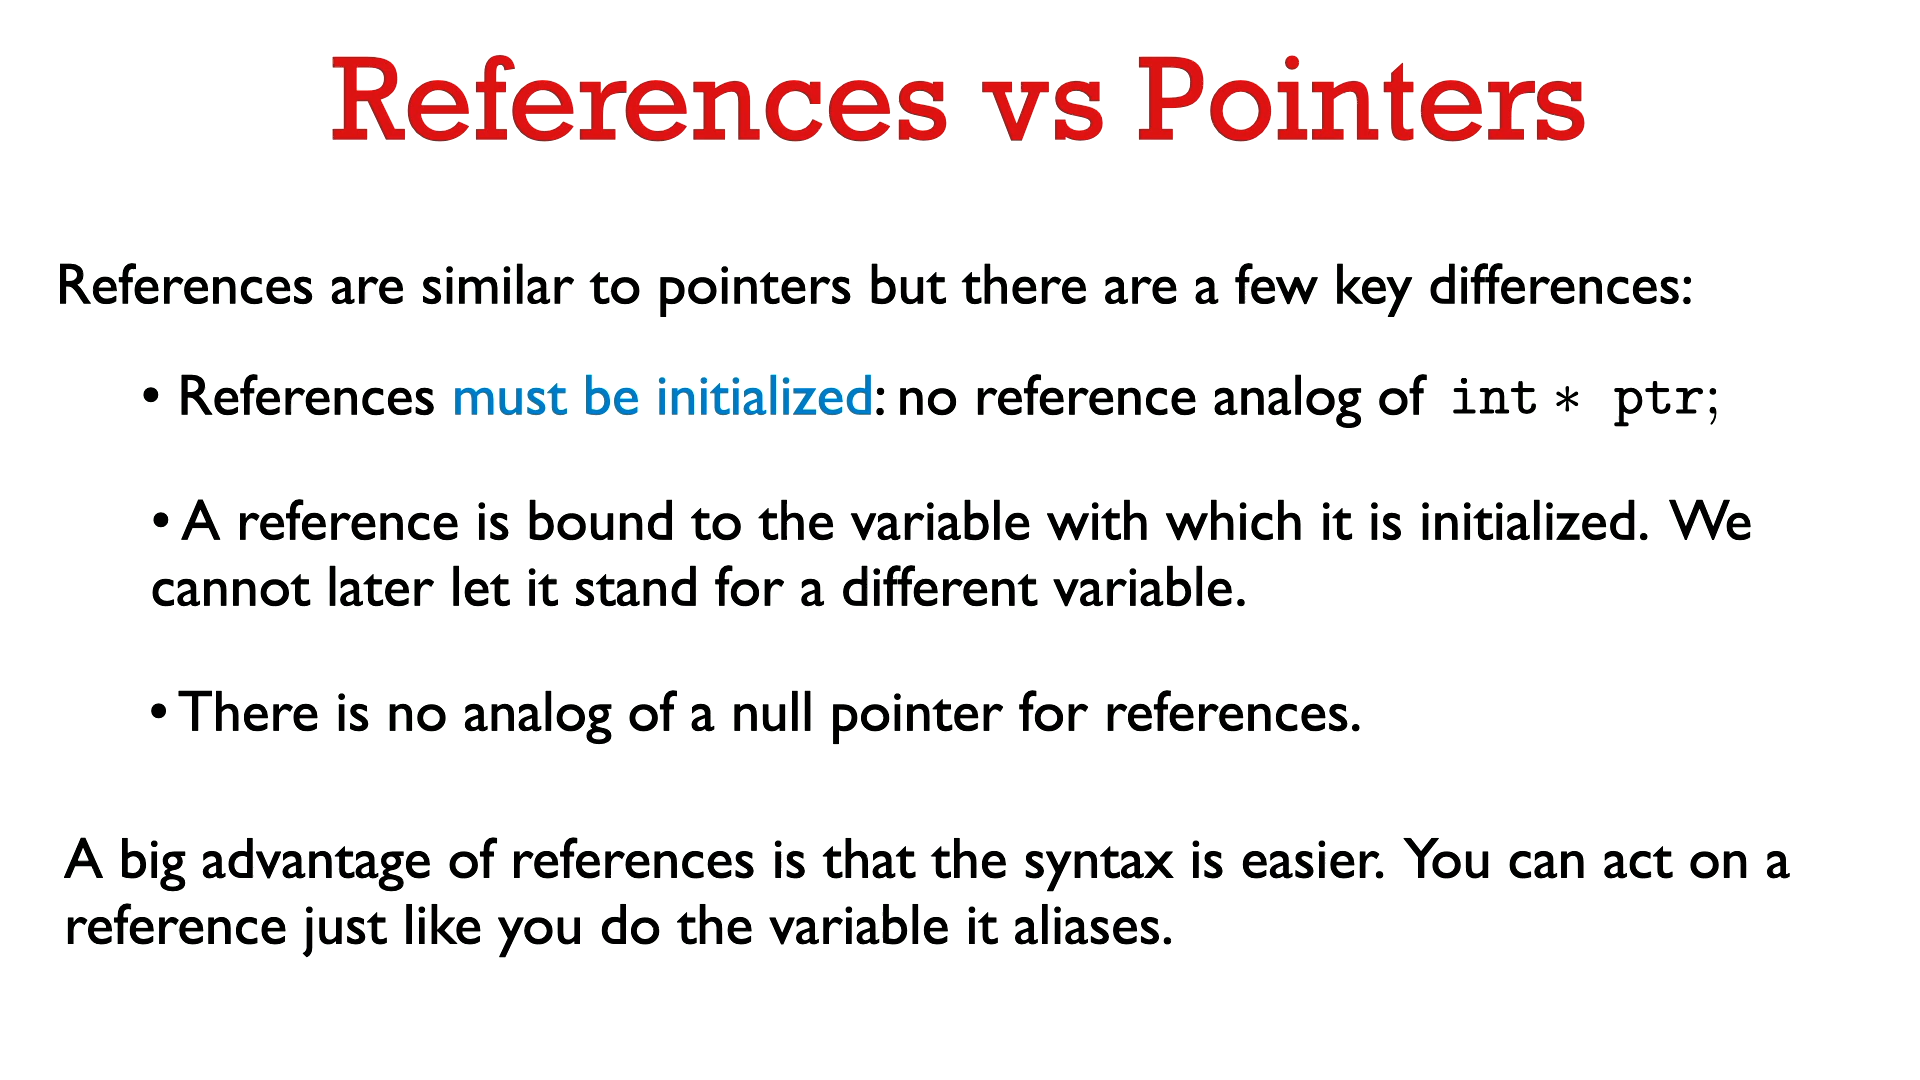 References vs Pointers
References are similar to pointers but there are a few key differences:
• References must be initialized: no reference analog of int * ptr;
• A reference is bound to the variable with which it is initialized. We
cannot later let it stand for a different variable.
• There is no analog of a null pointer for references.
A big advantage of references is that the syntax is easier. You can act on a
reference just like you do the variable it aliases.